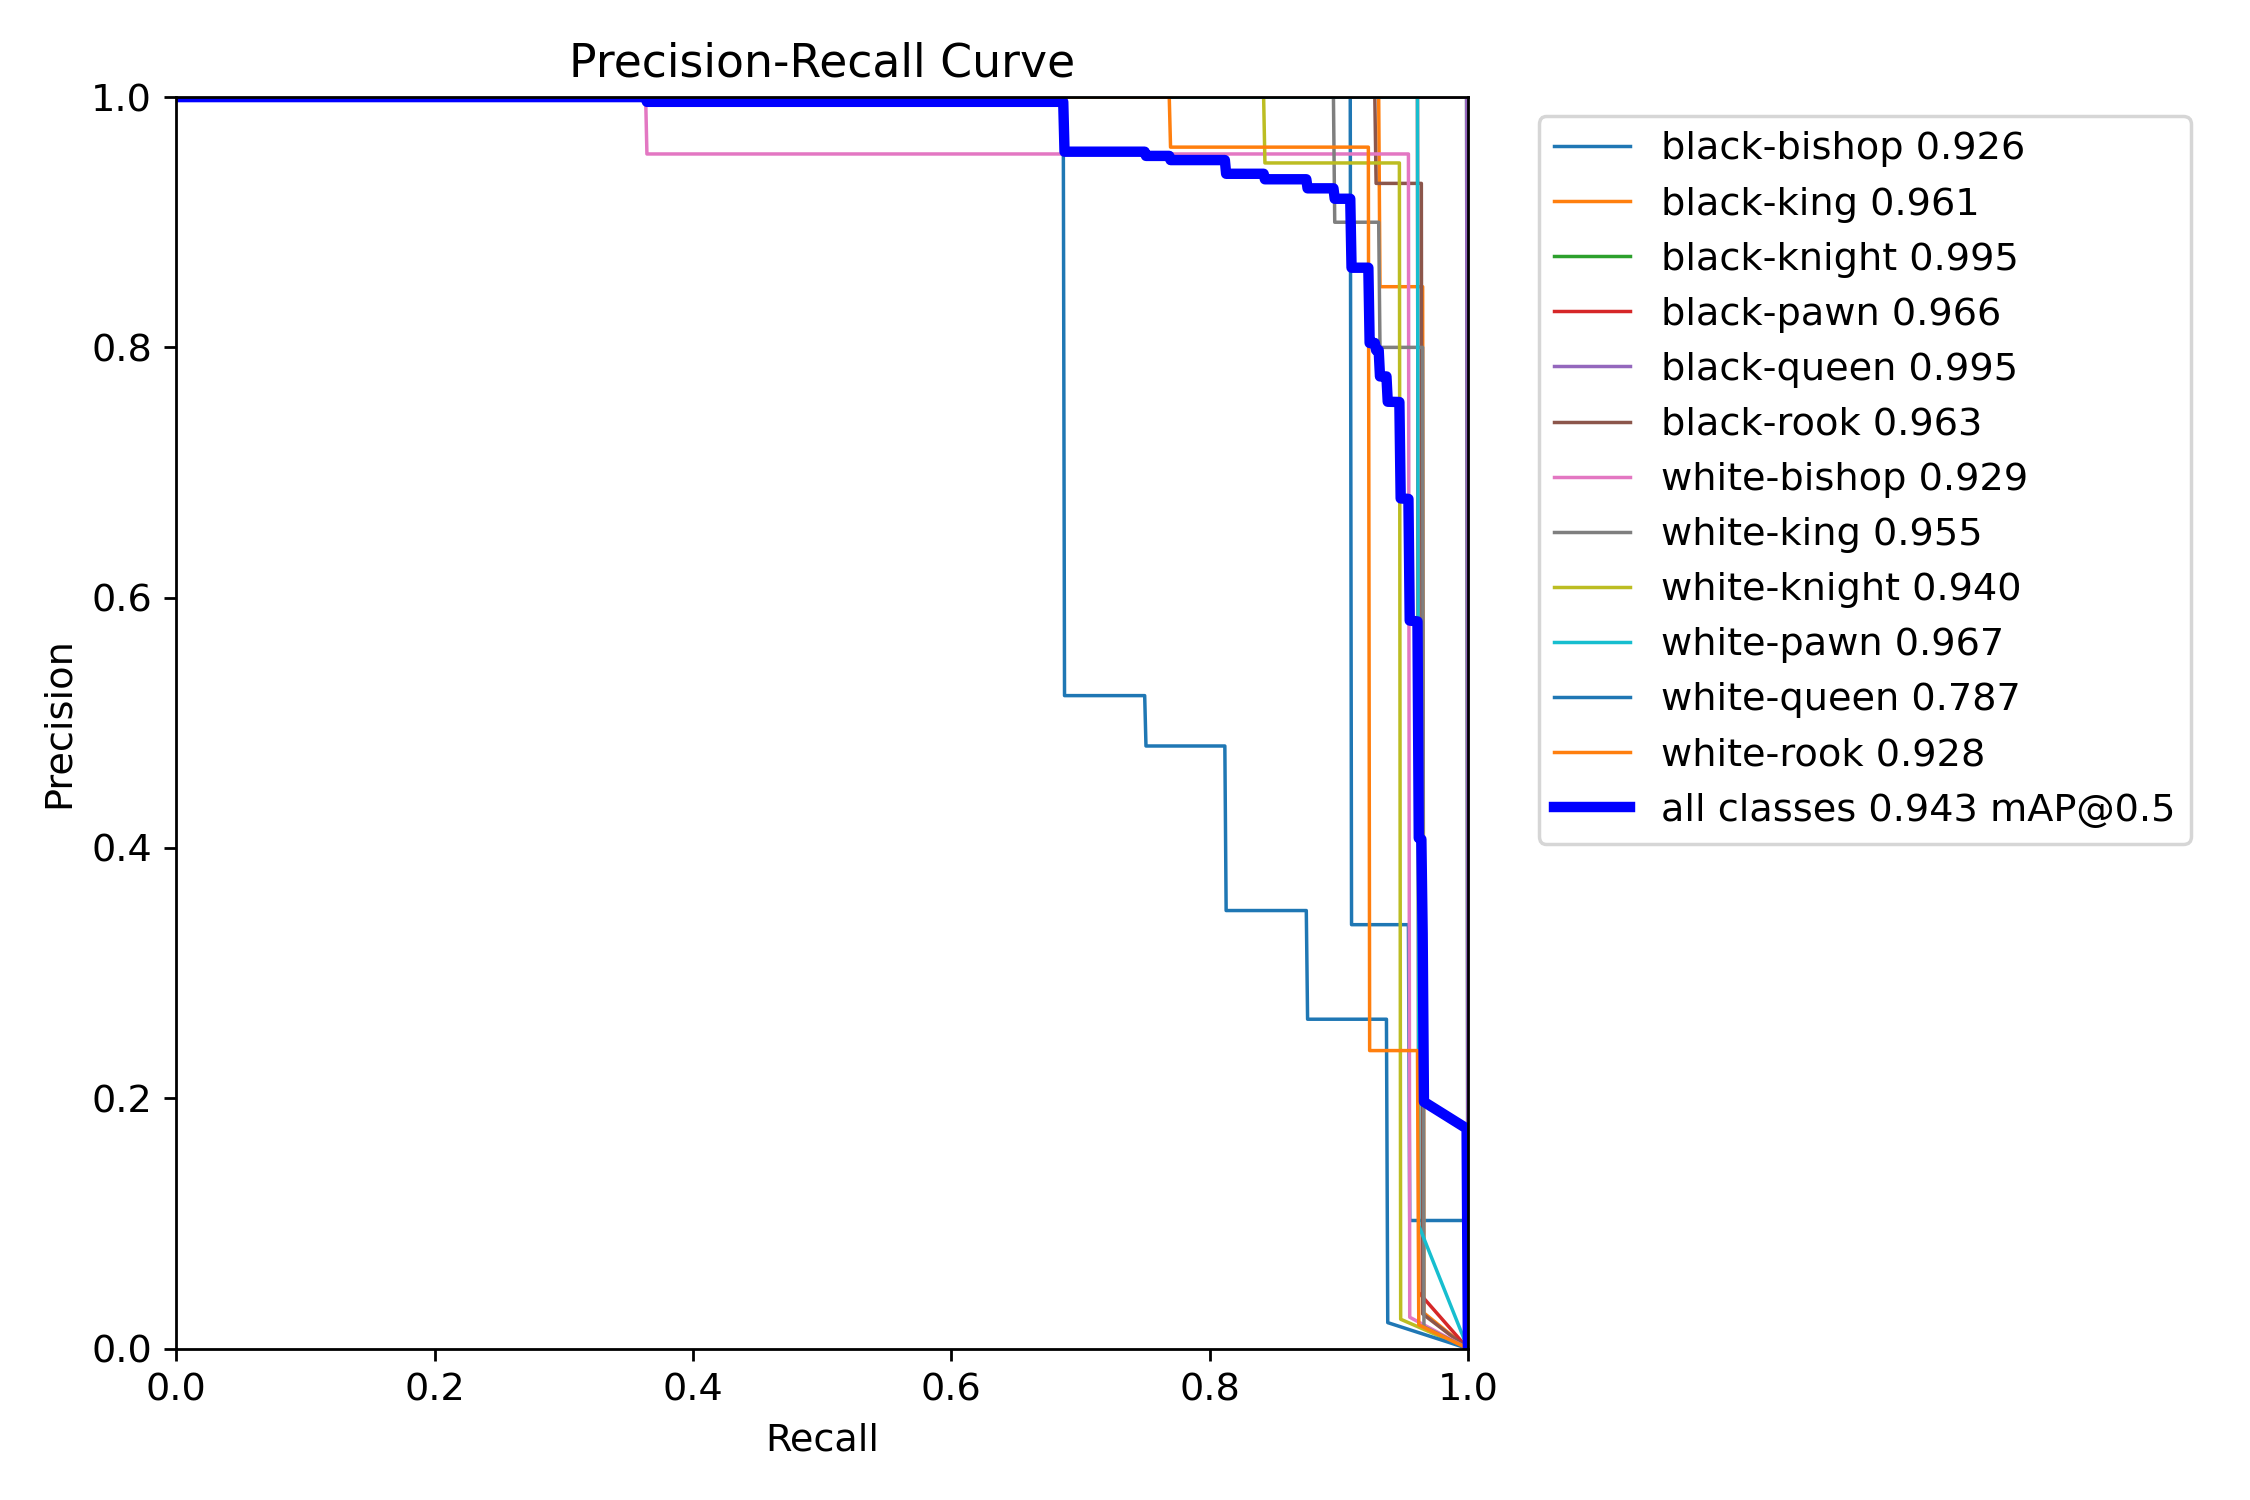 Precision-Recall Curve
1.0
0.8
0.6
0.4
0.2
0.0
Precision
0.0 0.2 0.4 0.6 0.8 1.0
Recall
black-bishop 0.926
black-king 0.961
black-knight 0.995
black-pawn 0.966
black-queen 0.995
black-rook 0.963
white-bishop 0.929
white-king 0.955
white-knight 0.940
white-pawn 0.967
white-queen 0.787
white-rook 0.928
all classes 0.943 mAP@0.5